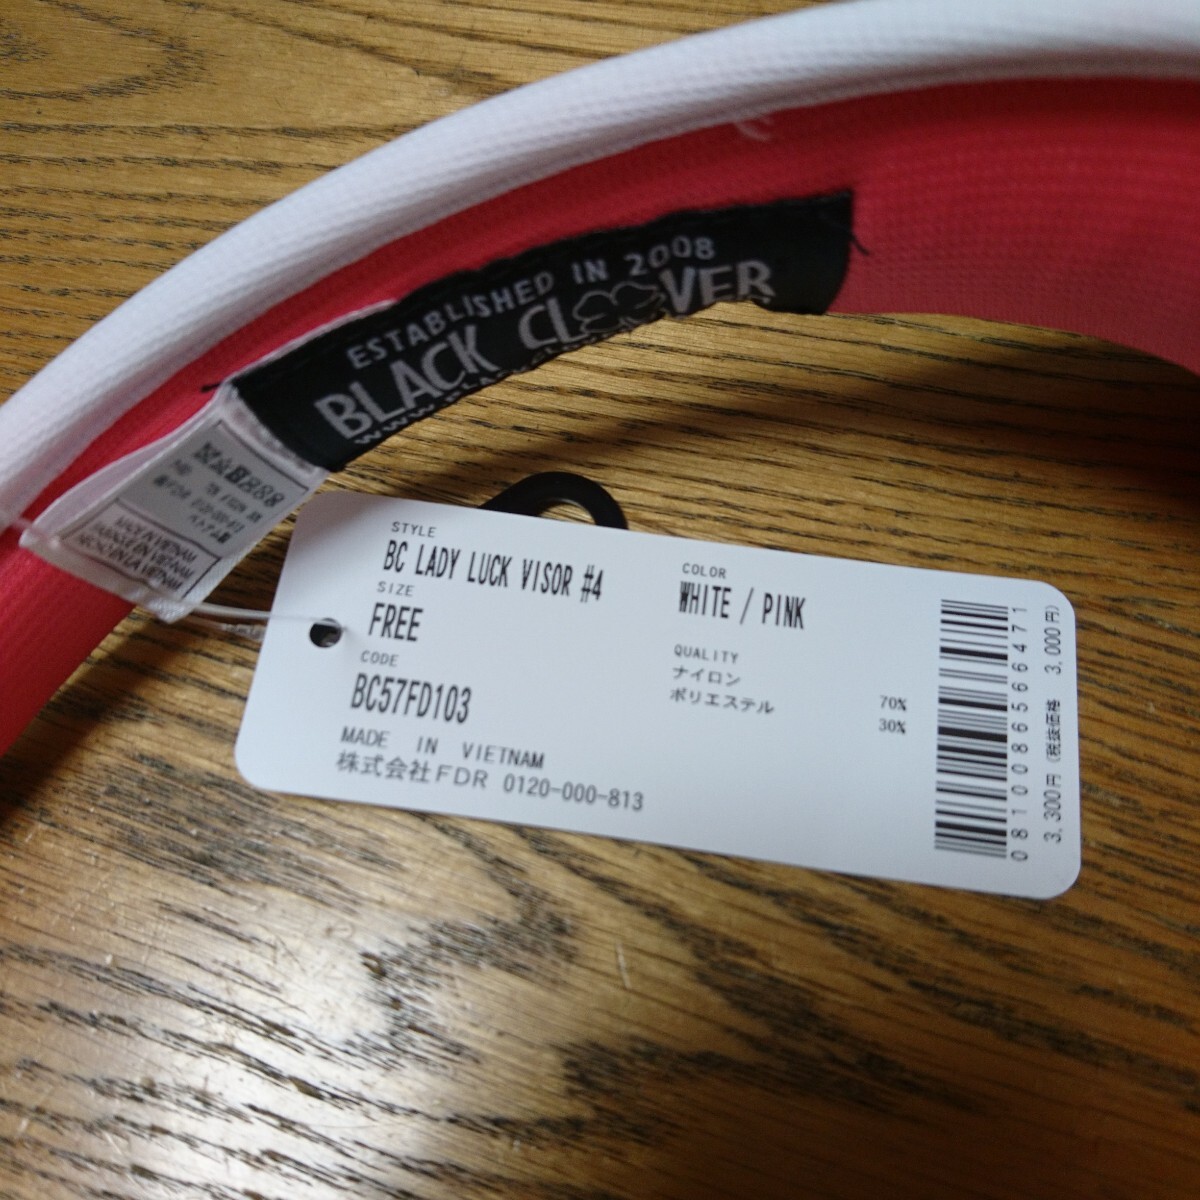 ESTABLISHED IN 2008
BLACK CLOVER
MADE IN VIETNAM
STYLE
BC LADY LUCK VISOR #4
SIZE
FREE
CODE
BC57FD103
MADE IN VIETNAM
株式会社FDR 0120-000-813
COLOR
WHITE / PINK
QUALITY
ナイロン 70%
ポリエステル 30%
0810086566471
3,300円 (税抜価格 3,000円)